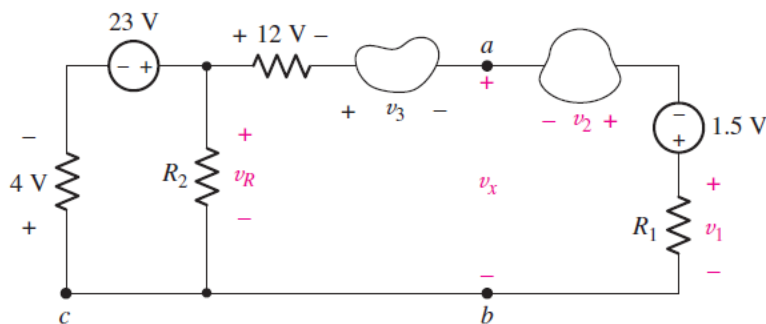 23 V
+ 12 V –
a
– +
+
+ v3 –
– v2 +
–
+
1.5 V
–
4 V
+
R2
+
vR
–
vx
–
R1
+
v1
–
c
b